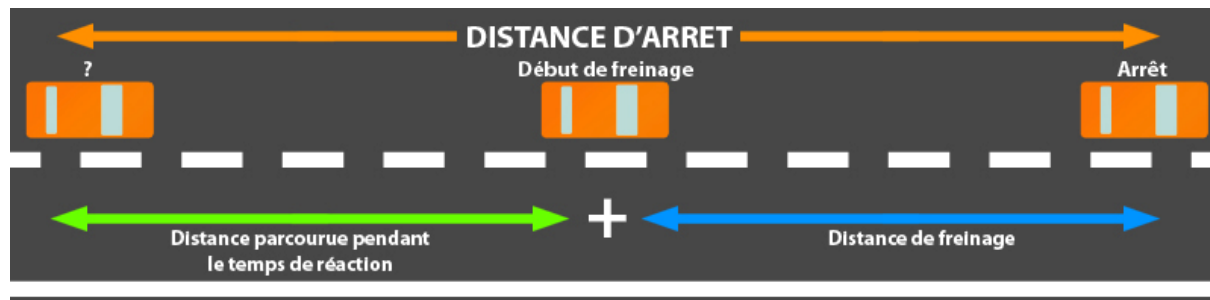 DISTANCE D'ARRET
?
Début de freinage
Arrêt
+
Distance parcourue pendant
le temps de réaction
Distance de freinage